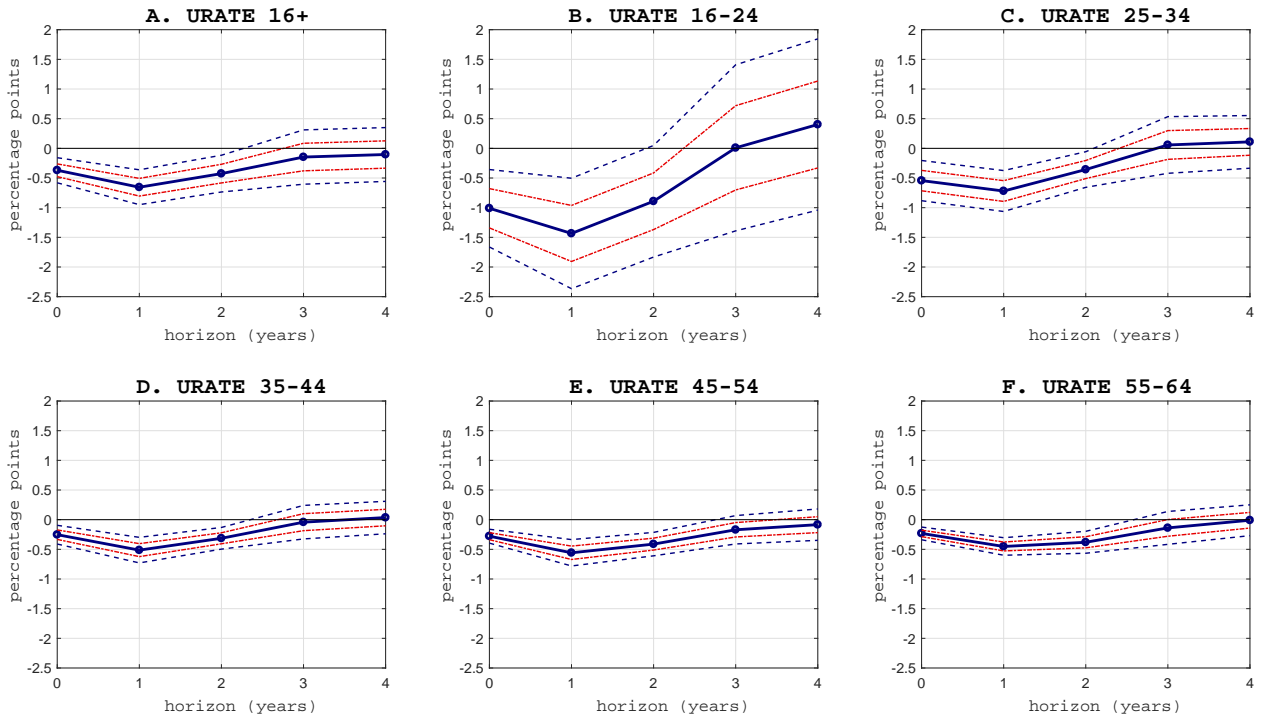 A. URATE 16+
percentage points
2
1.5
1
0.5
0
-0.5
-1
-1.5
-2
-2.5
0 1 2 3 4
horizon (years)
B. URATE 16-24
percentage points
2
1.5
1
0.5
0
-0.5
-1
-1.5
-2
-2.5
0 1 2 3 4
horizon (years)
C. URATE 25-34
percentage points
2
1.5
1
0.5
0
-0.5
-1
-1.5
-2
-2.5
0 1 2 3 4
horizon (years)
D. URATE 35-44
percentage points
2
1.5
1
0.5
0
-0.5
-1
-1.5
-2
-2.5
0 1 2 3 4
horizon (years)
E. URATE 45-54
percentage points
2
1.5
1
0.5
0
-0.5
-1
-1.5
-2
-2.5
0 1 2 3 4
horizon (years)
F. URATE 55-64
percentage points
2
1.5
1
0.5
0
-0.5
-1
-1.5
-2
-2.5
0 1 2 3 4
horizon (years)